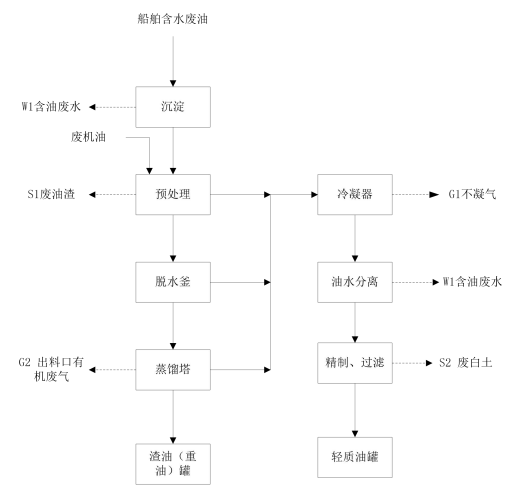 船舶含水废油
W1含油废水
沉淀
废机油
S1废油渣
预处理
冷凝器
G1不凝气
脱水釜
油水分离
W1含油废水
G2 出料口有
机废气
蒸馏塔
精制、过滤
S2 废白土
渣油（重
油）罐
轻质油罐